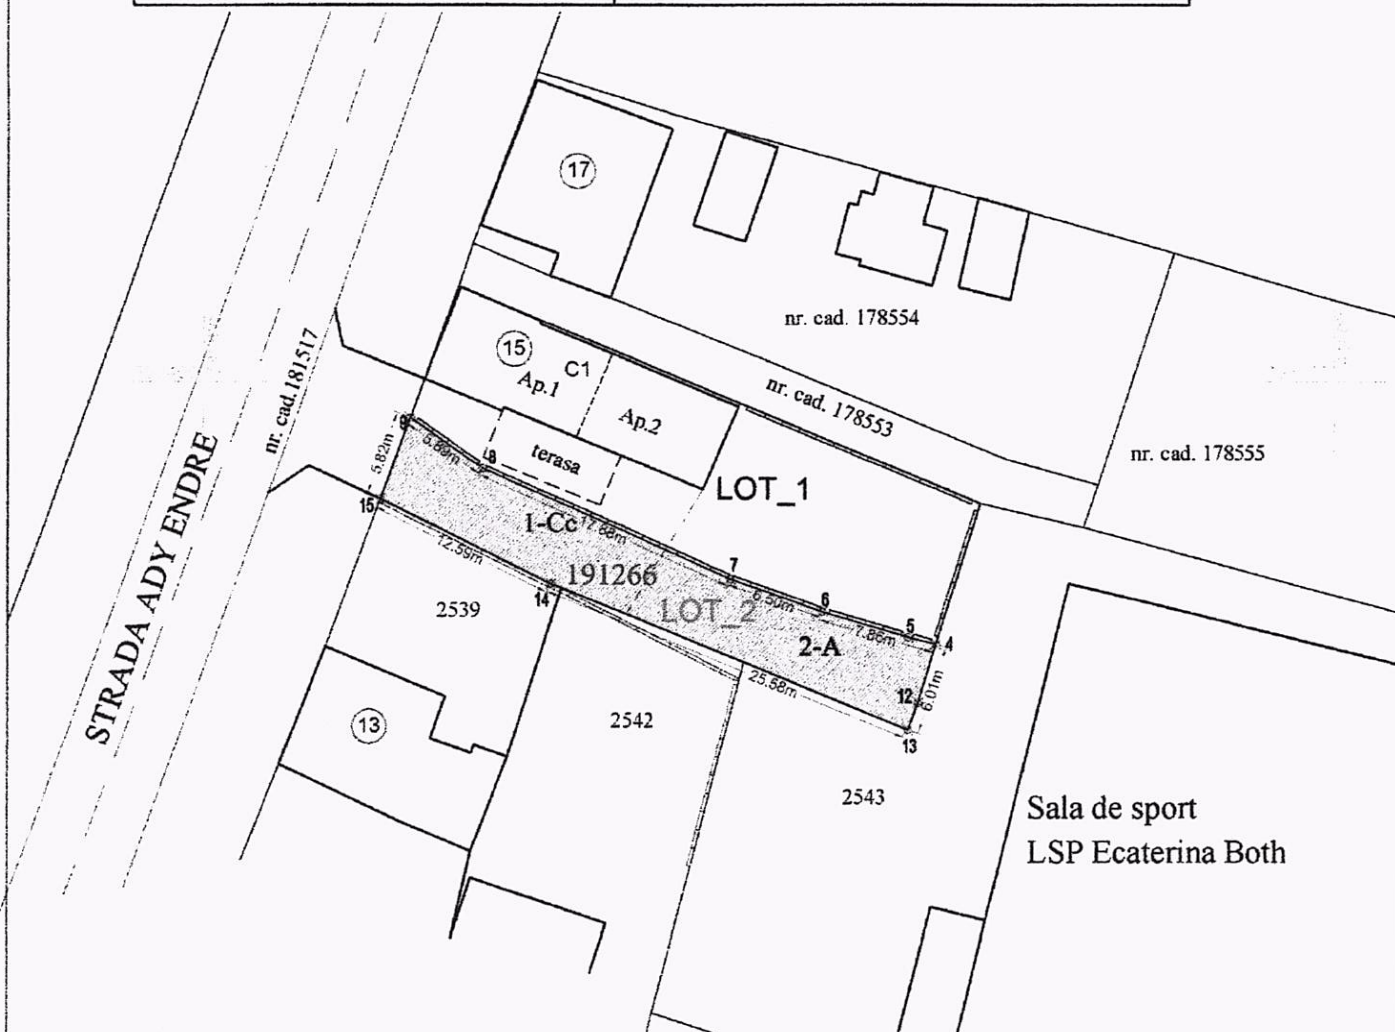 17
nr. cad. 178554
15
C1
Ap.1
Ap.2
nr. cad. 178553
nr. cad.181517
nr. cad. 178555
terasa
LOT_1
9
8
5.82m
15
1-Cc
17.88m
12.59m
191266
7
6.50m
6
14
LOT_2
2539
7.86m
5
4
2-A
12
6.01m
25.58m
13
2542
13
2543
STRADA ADY ENDRE
Sala de sport
LSP Ecaterina Both